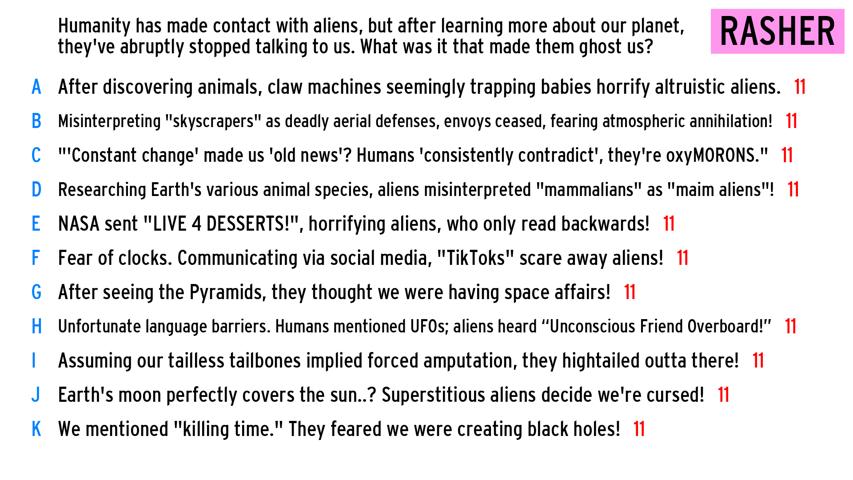 Humanity has made contact with aliens, but after learning more about our planet,
they've abruptly stopped talking to us. What was it that made them ghost us?
RASHER
A After discovering animals, claw machines seemingly trapping babies horrify altruistic aliens. 11
B Misinterpreting "skyscrapers" as deadly aerial defenses, envoys ceased, fearing atmospheric annihilation! 11
C "'Constant change' made us 'old news'? Humans 'consistently contradict', they're oxyMORONS." 11
D Researching Earth's various animal species, aliens misinterpreted "mammalians" as "maim aliens"! 11
E NASA sent "LIVE 4 DESSERTS!", horrifying aliens, who only read backwards! 11
F Fear of clocks. Communicating via social media, "TikToks" scare away aliens! 11
G After seeing the Pyramids, they thought we were having space affairs! 11
H Unfortunate language barriers. Humans mentioned UFOs; aliens heard “Unconscious Friend Overboard!” 11
I Assuming our tailless tailbones implied forced amputation, they hightailed outta there! 11
J Earth's moon perfectly covers the sun..? Superstitious aliens decide we're cursed! 11
K We mentioned "killing time." They feared we were creating black holes! 11